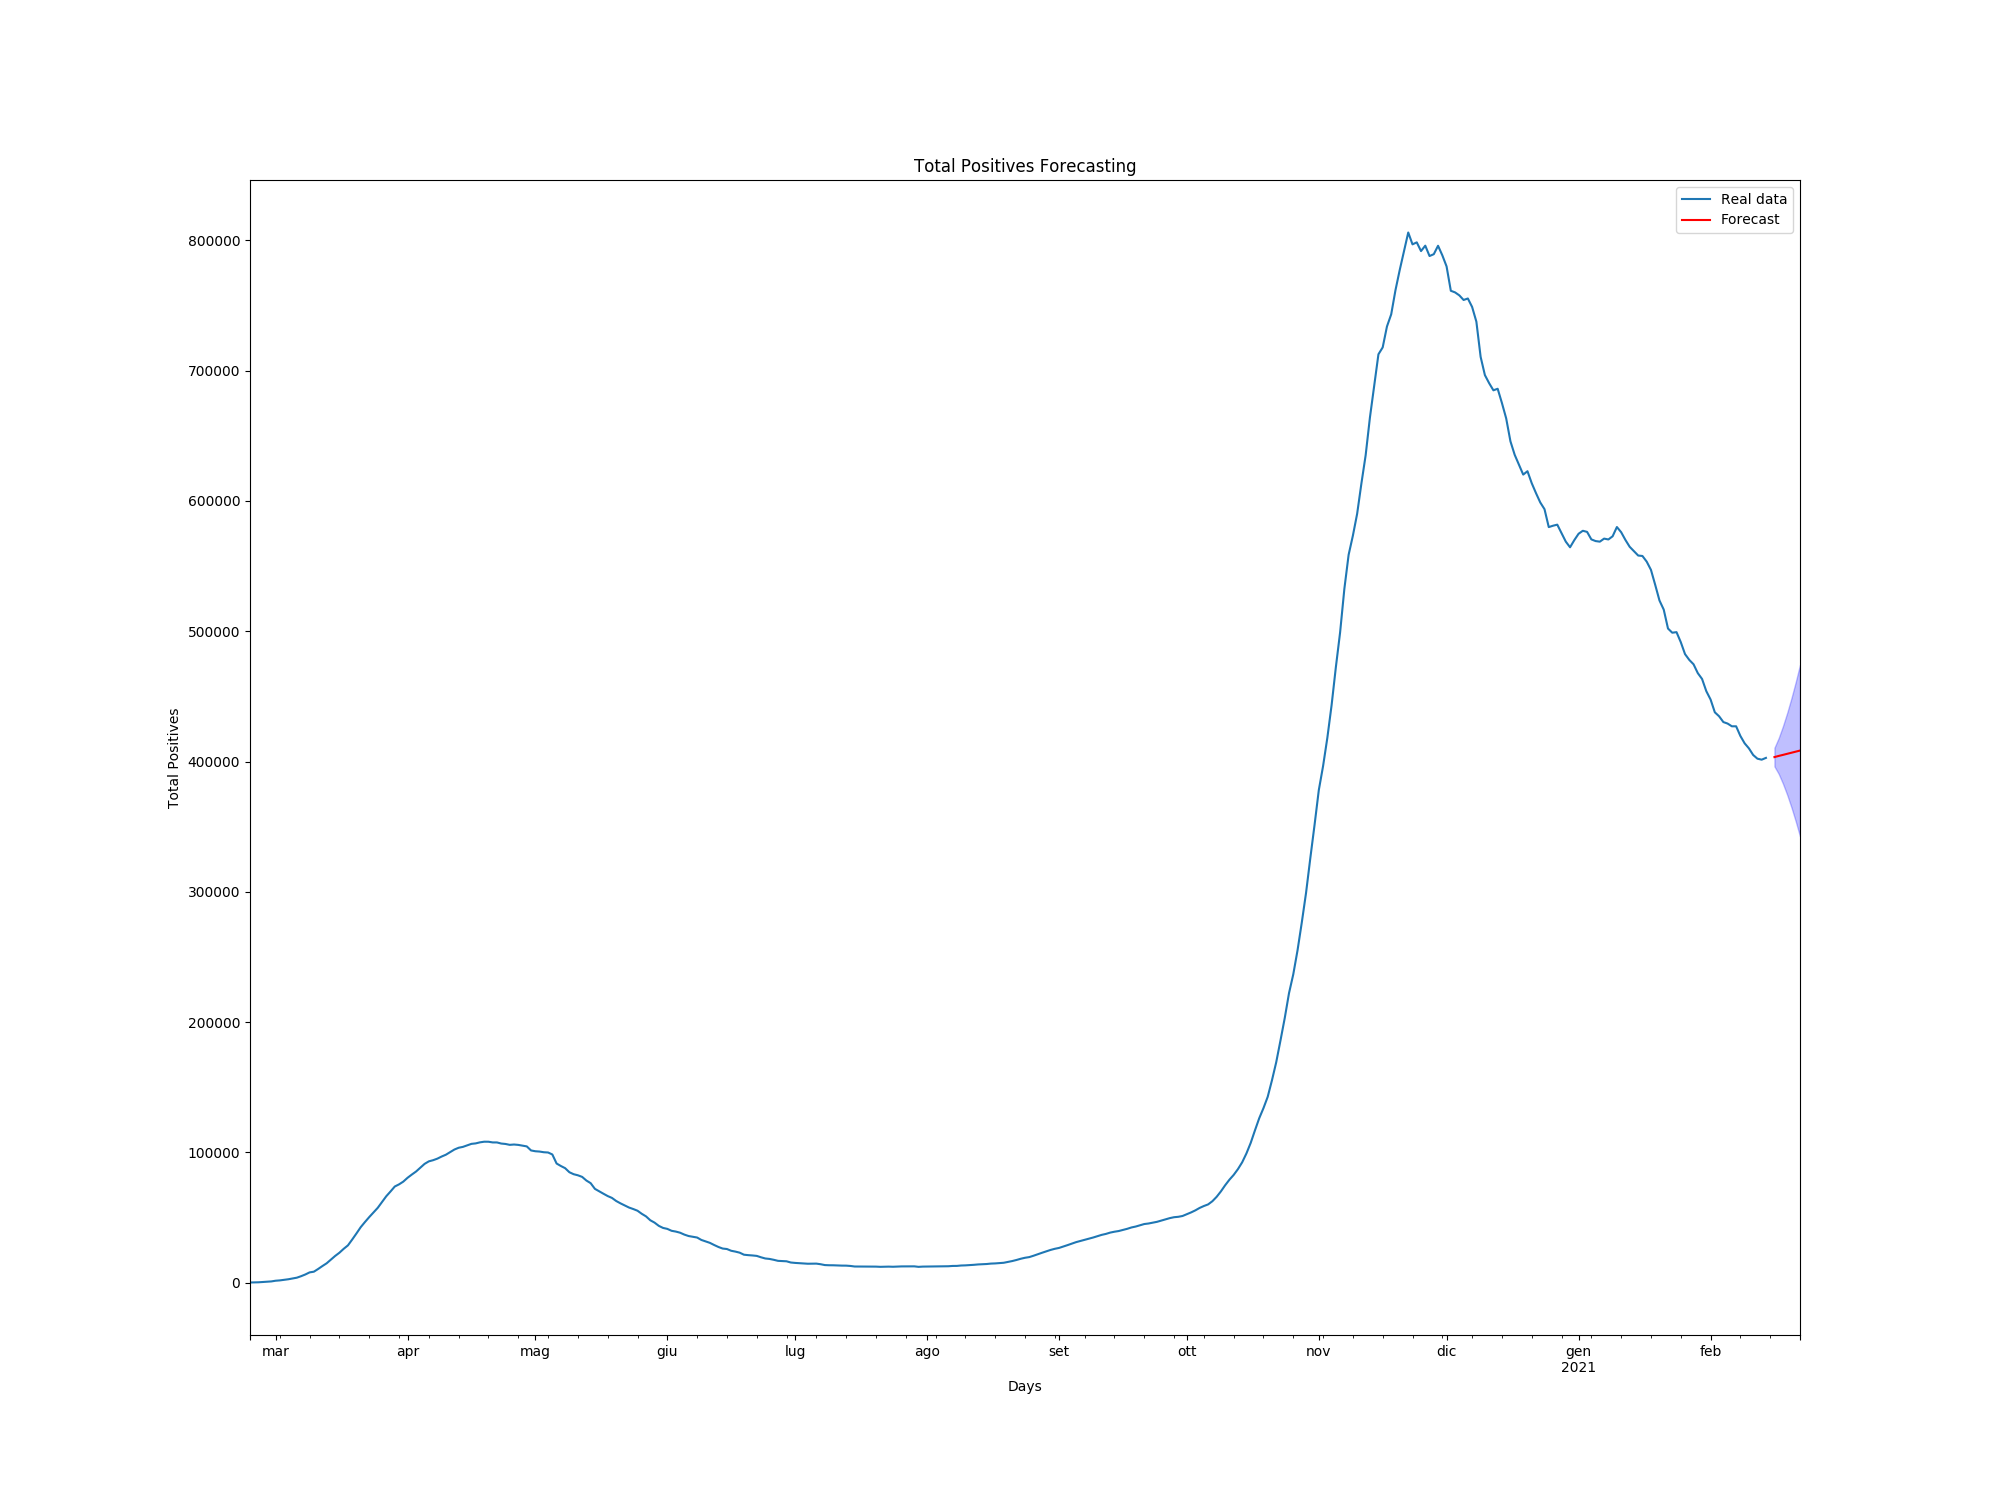 Total Positives Forecasting
Real data
Forecast
800000
700000
600000
500000
400000
300000
200000
100000
0
Total Positives
mar apr mag giu lug ago set ott nov dic gen feb
2021
Days